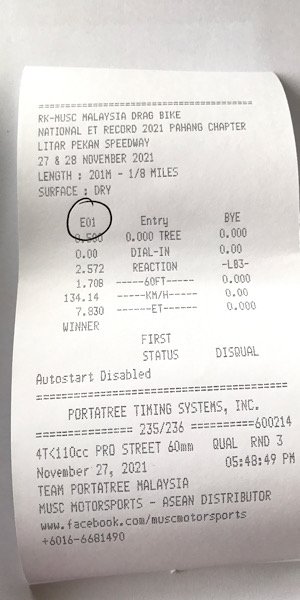 ========================================
RK-MUSC MALAYSIA DRAG BIKE
NATIONAL ET RECORD 2021 PAHANG CHAPTER
LITAR PEKAN SPEEDWAY
27 & 28 NOVEMBER 2021
LENGTH : 201M - 1/8 MILES
SURFACE : DRY
E01 Entry BYE
8.500 0.000 TREE 0.000
0.00 DIAL-IN 0.00
2.572 REACTION -LB3-
1.708 -----60FT----- 0.000
134.14 -----KM/H----- 0.00
7.830 ------ET------ 0.000
WINNER
FIRST
STATUS DISQUAL
Autostart Disabled
========================================
PORTATREE TIMING SYSTEMS, INC.
=============== 235/236 ==========600214
4T<110cc PRO STREET 60mm QUAL RND 3
November 27, 2021 05:48:49 PM
TEAM PORTATREE MALAYSIA
MUSC MOTORSPORTS - ASEAN DISTRIBUTOR
www.facebook.com/muscmotorsports
+6016-6681490